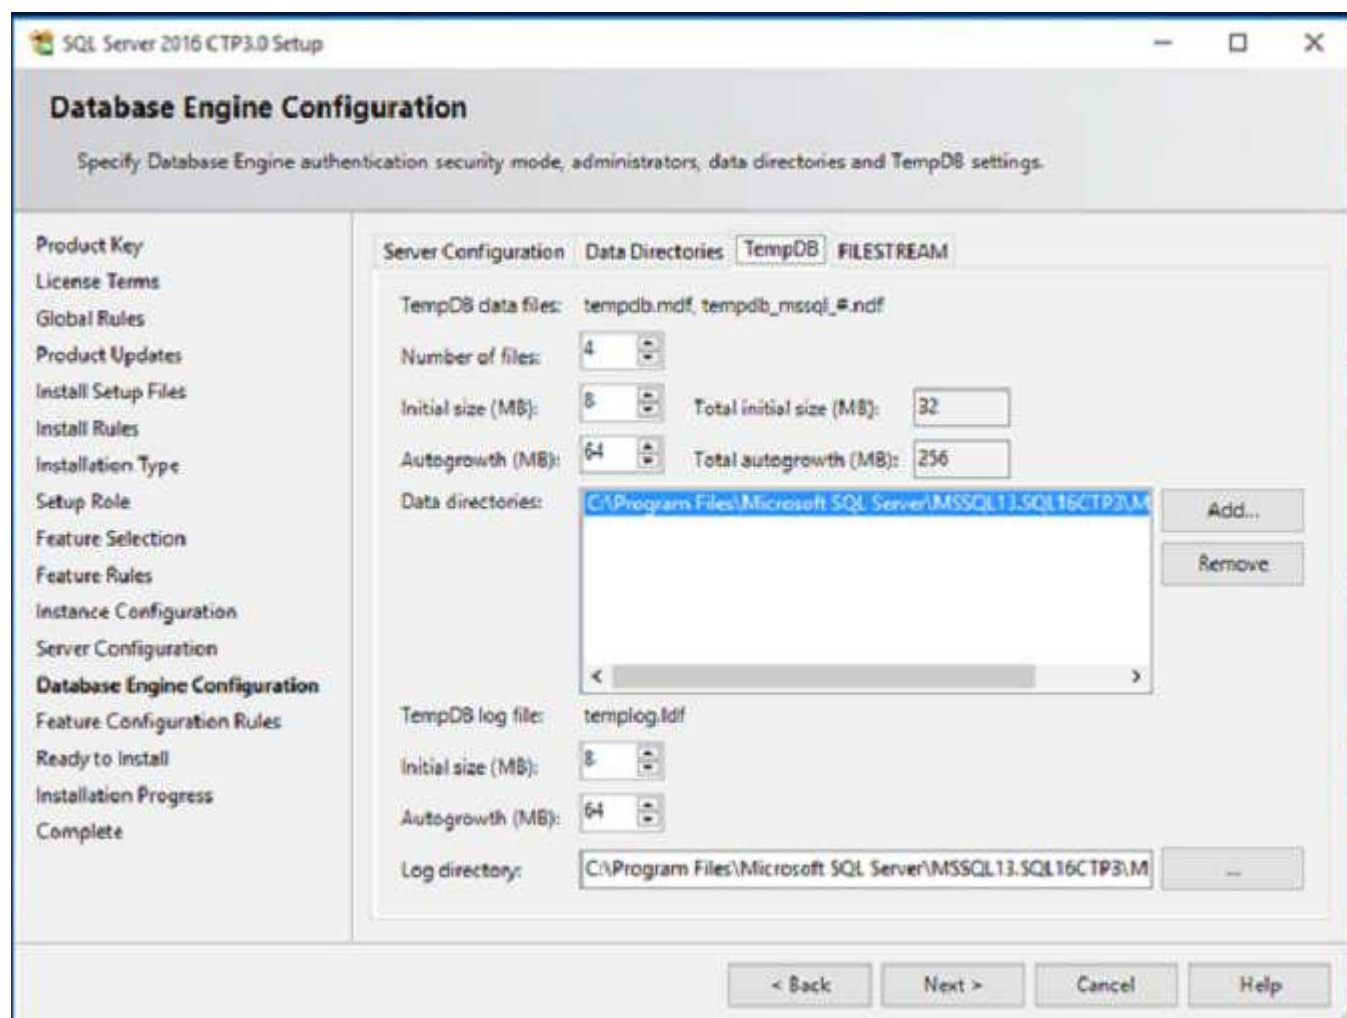 SQL Server 2016 CTP3.0 Setup
Database Engine Configuration
Specify Database Engine authentication security mode, administrators, data directories and TempDB settings.
Product Key
License Terms
Global Rules
Product Updates
Install Setup Files
Install Rules
Installation Type
Setup Role
Feature Selection
Feature Rules
Instance Configuration
Server Configuration
Database Engine Configuration
Feature Configuration Rules
Ready to Install
Installation Progress
Complete
Server Configuration Data Directories TempDB FILESTREAM
TempDB data files: tempdb.mdf, tempdb_mssql_#.ndf
Number of files: 4
Initial size (MB): 8 Total initial size (MB): 32
Autogrowth (MB): 64 Total autogrowth (MB): 256
Data directories: C:\Program Files\Microsoft SQL Server\MSSQL13.SQL16CTP3\M
Add...
Remove
TempDB log file: templog.ldf
Initial size (MB): 8
Autogrowth (MB): 64
Log directory: C:\Program Files\Microsoft SQL Server\MSSQL13.SQL16CTP3\M ...
< Back Next > Cancel Help